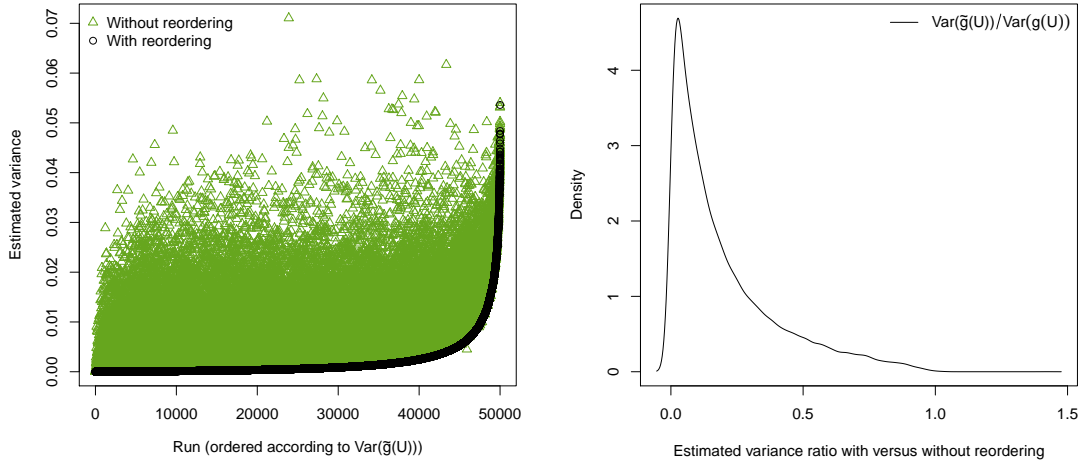 Without reordering
With reordering
Estimated variance
0.07
0.06
0.05
0.04
0.03
0.02
0.01
0.00
0 10000 20000 30000 40000 50000
Run (ordered according to Var(g̃(U)))
Var(g̃(U))/Var(g(U))
Density
4
3
2
1
0
0.0 0.5 1.0 1.5
Estimated variance ratio with versus without reordering